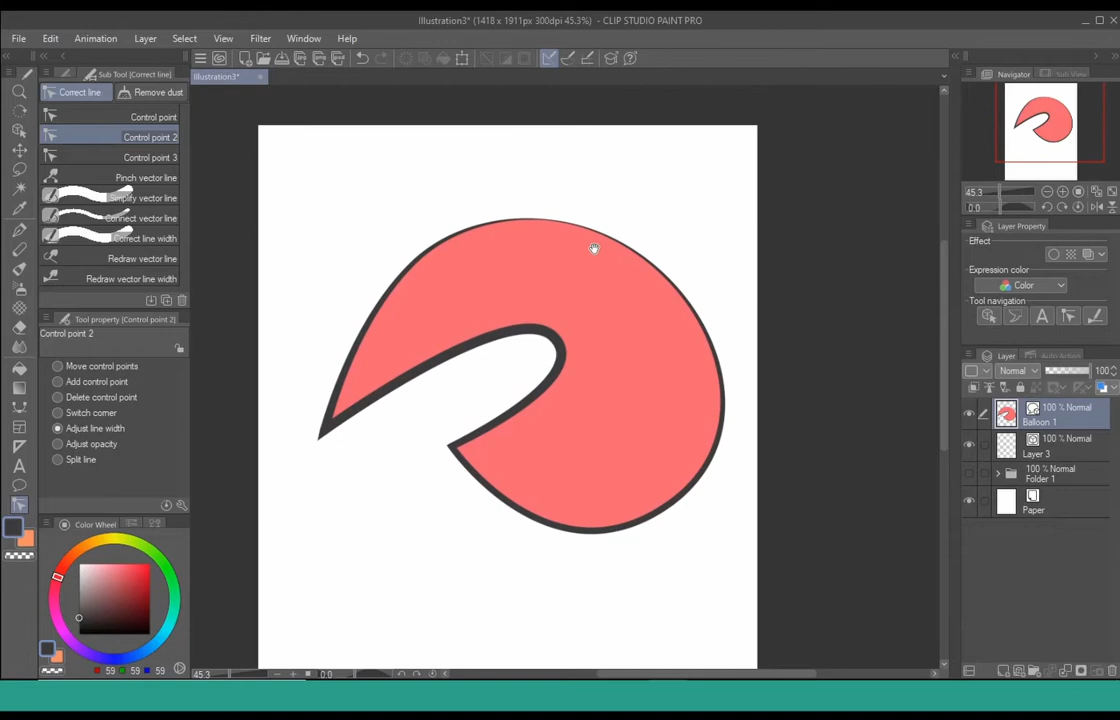 Illustration3* (1418 x 1911px 300dpi 45.3%) - CLIP STUDIO PAINT PRO
File Edit Animation Layer Select View Filter Window Help
Illustration3*
Sub Tool [Correct line]
Correct line Remove dust
Control point
Control point 2
Control point 3
Pinch vector line
Simplify vector line
Connect vector line
Correct line width
Redraw vector line
Redraw vector line width
Tool property [Control point 2]
Control point 2
Move control points
Add control point
Delete control point
Switch corner
Adjust line width
Adjust opacity
Split line
Color Wheel
59 59 59
45.3 0.0
Navigator Sub View
45.3
0.0
Layer Property
Effect
Expression color
Color
Tool navigation
Layer Auto Action
Normal 100
100 % Normal
Balloon 1
100 % Normal
Layer 3
100 % Normal
Folder 1
Paper